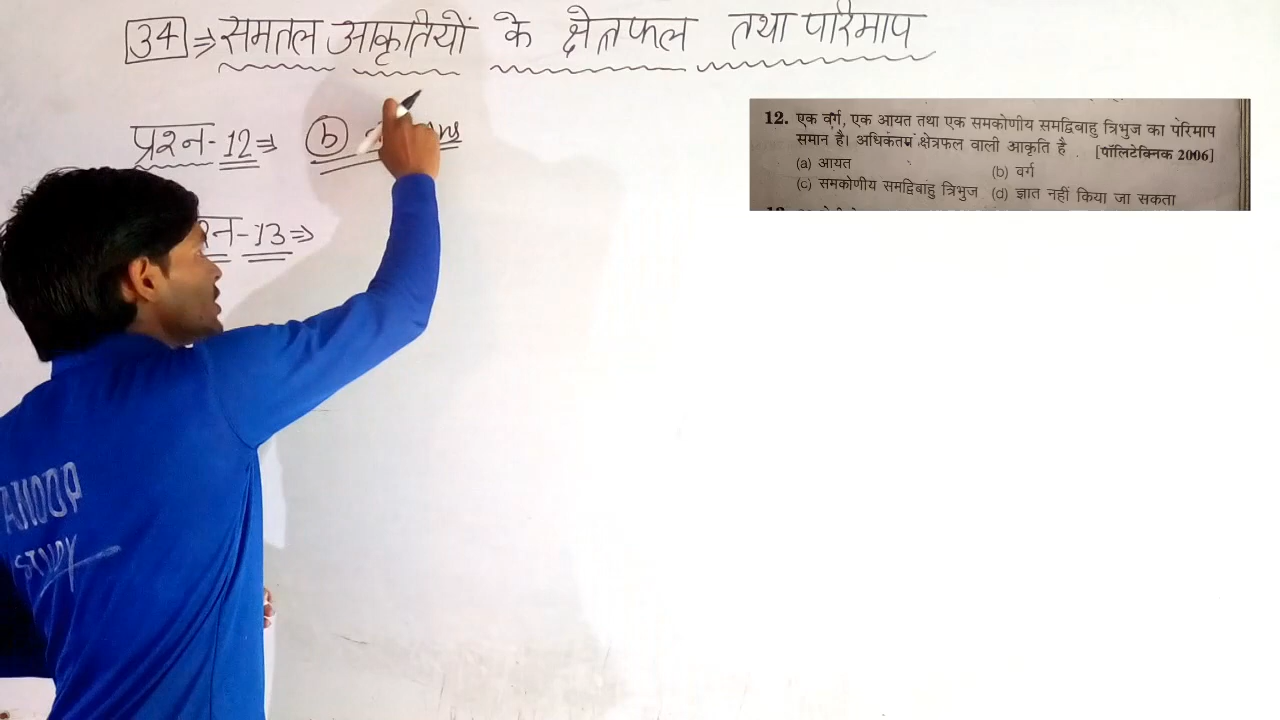 34 ⇒ समतल आकृतियों के क्षेत्रफल तथा परिमाप
प्रश्न-12⇒ (b)
-13⇒
12. एक वर्ग, एक आयत तथा एक समकोणीय समद्विबाहु त्रिभुज का परिमाप
समान है। अधिकतम क्षेत्रफल वाली आकृति है [पॉलिटेक्निक 2006]
(a) आयत (b) वर्ग
(c) समकोणीय समद्विबाहु त्रिभुज (d) ज्ञात नहीं किया जा सकता
ANOOP
STUDY